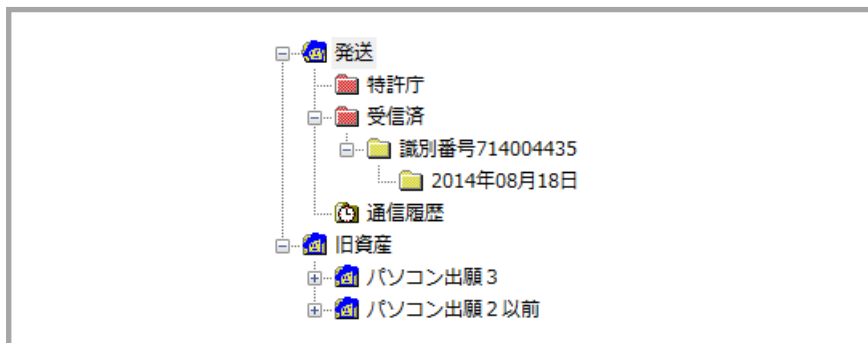 発送
特許庁
受信済
識別番号714004435
2014年08月18日
通信履歴
旧資産
パソコン出願３
パソコン出願２以前